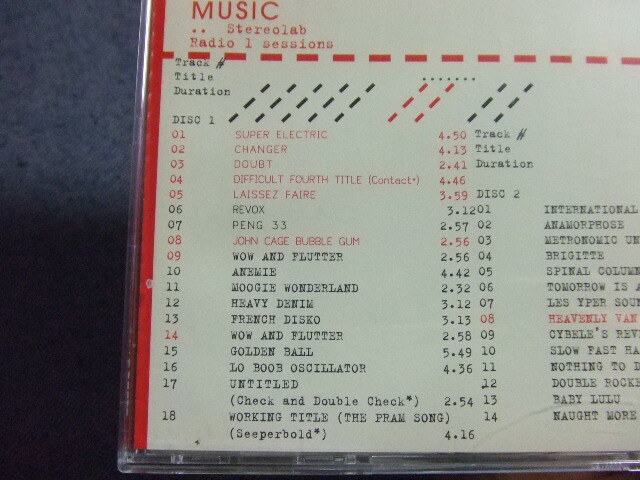 MUSIC
.. Stereolab
Radio 1 sessions
Track #
Title
Duration
DISC 1
01 SUPER ELECTRIC 4.50
02 CHANGER 4.13
03 DOUBT 2.41
04 DIFFICULT FOURTH TITLE (Contact*) 4.46
05 LAISSEZ FAIRE 3.59
06 REVOX 3.12
07 PENG 33 2.57
08 JOHN CAGE BUBBLE GUM 2.56
09 WOW AND FLUTTER 2.56
10 ANEMIE 4.42
11 MOOGIE WONDERLAND 2.32
12 HEAVY DENIM 3.12
13 FRENCH DISKO 3.13
14 WOW AND FLUTTER 2.58
15 GOLDEN BALL 5.49
16 LO BOOB OSCILLATOR 4.36
17 UNTITLED
(Check and Double Check*) 2.54
18 WORKING TITLE (THE PRAM SONG)
(Seeperbold*) 4.16
Track #
Title
Duration
DISC 2
01 INTERNATIONAL
02 ANAMORPHOSE
03 METRONOMIC UN
04 BRIGITTE
05 SPINAL COLUMN
06 TOMORROW IS A
07 LES YPER SOUN
08 HEAVENLY VAN
09 CYBELE'S REVE
10 SLOW FAST HA
11 NOTHING TO D
12 DOUBLE ROCKE
13 BABY LULU
14 NAUGHT MORE